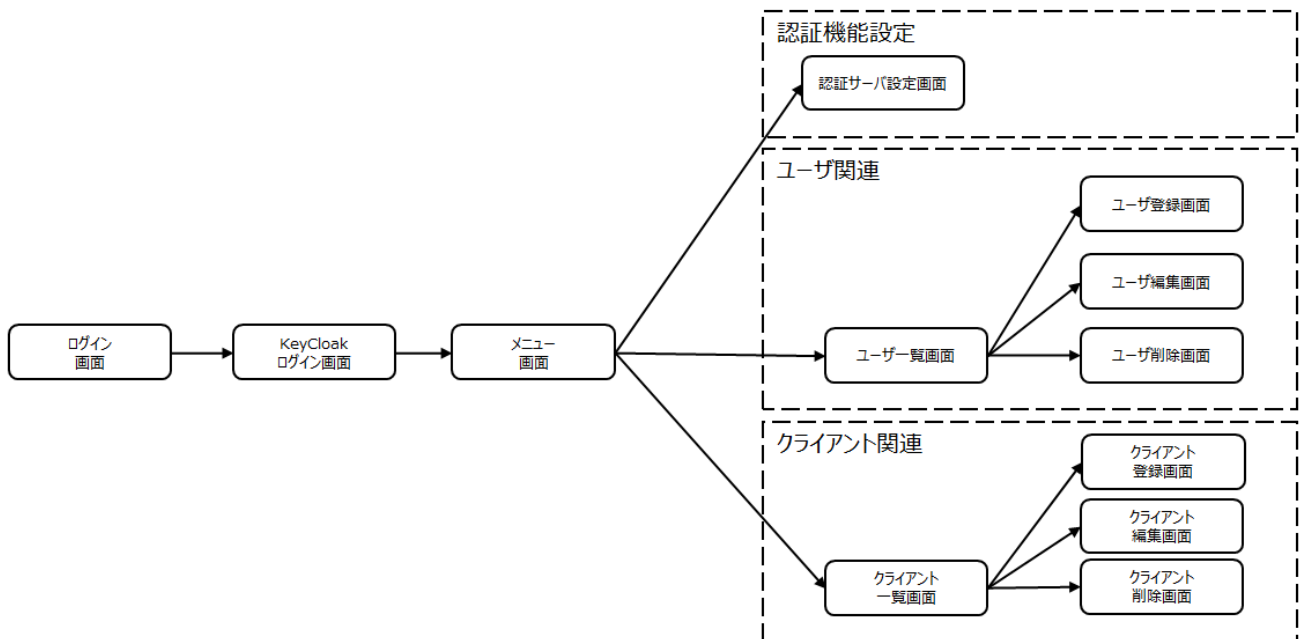 認証機能設定
認証サーバ設定画面
ユーザ関連
ユーザ登録画面
ユーザ編集画面
ログイン
画面
KeyCloak
ログイン画面
メニュー
画面
ユーザ一覧画面
ユーザ削除画面
クライアント関連
クライアント
登録画面
クライアント
編集画面
クライアント
一覧画面
クライアント
削除画面